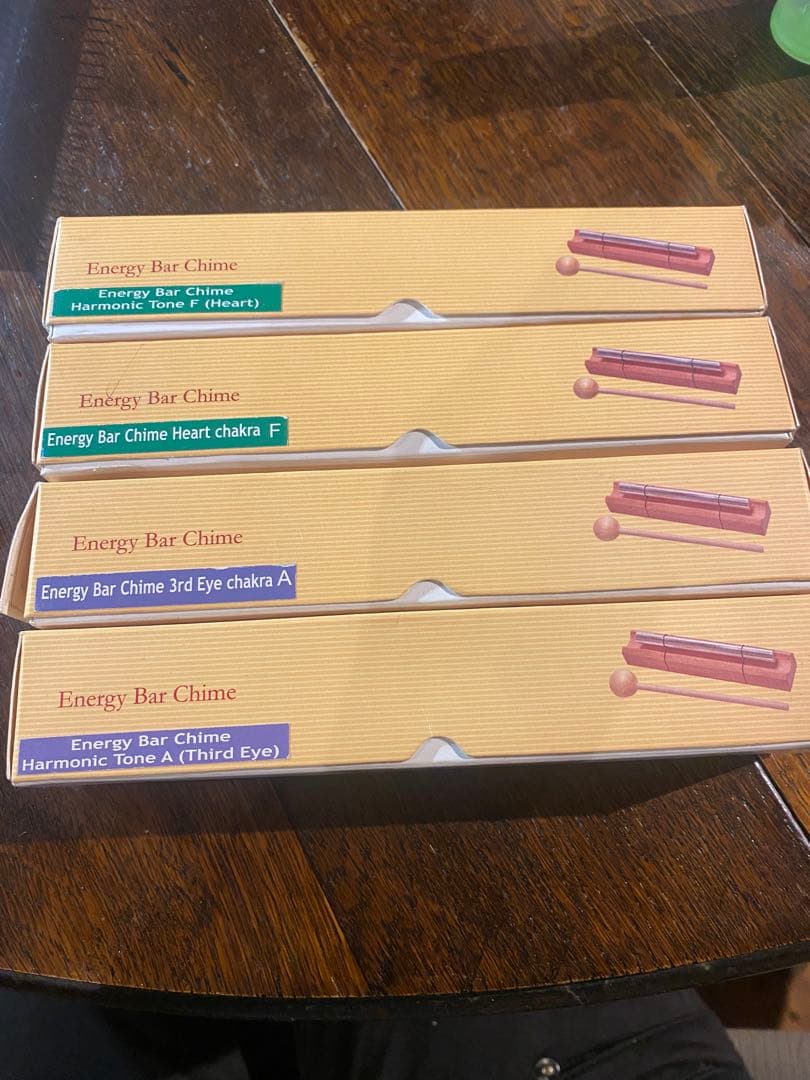 Energy Bar Chime
Energy Bar Chime
Harmonic Tone F (Heart)
Energy Bar Chime
Energy Bar Chime Heart chakra F
Energy Bar Chime
Energy Bar Chime 3rd Eye chakra A
Energy Bar Chime
Energy Bar Chime
Harmonic Tone A (Third Eye)